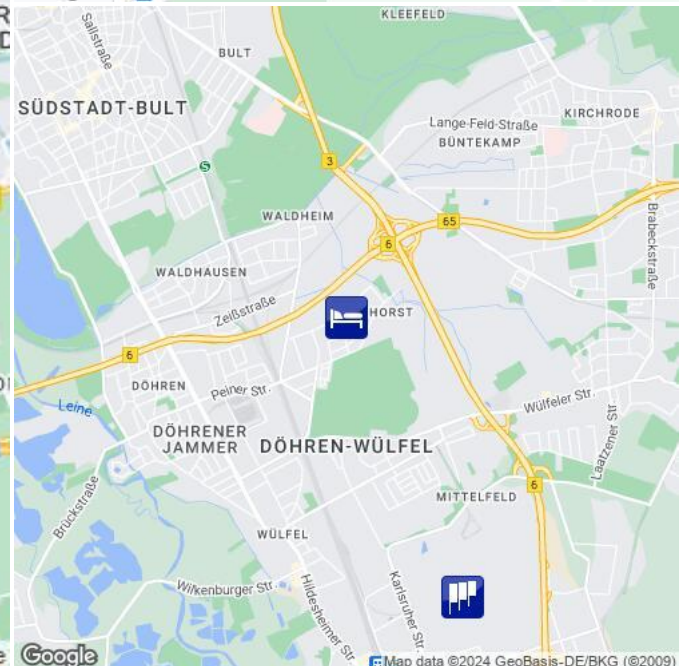 KLEEFELD
Sallstraße
BULT
SÜDSTADT-BULT
Lange-Feld-Straße
KIRCHRODE
BÜNTEKAMP
3
S
WALDHEIM
65
6
Brabeckstraße
WALDHAUSEN
Zeißstraße
HORST
6
DÖHREN
Peiner Str.
Leine
Wülfeler Str.
Laatzener Str.
DÖHRENER
JAMMER
DÖHREN-WÜLFEL
6
MITTELFELD
Brückstraße
WÜLFEL
Wilkenburger Str.
Hildesheimer Str.
Karlsruher Str.
Google
Map data ©2024 GeoBasis-DE/BKG (©2009)